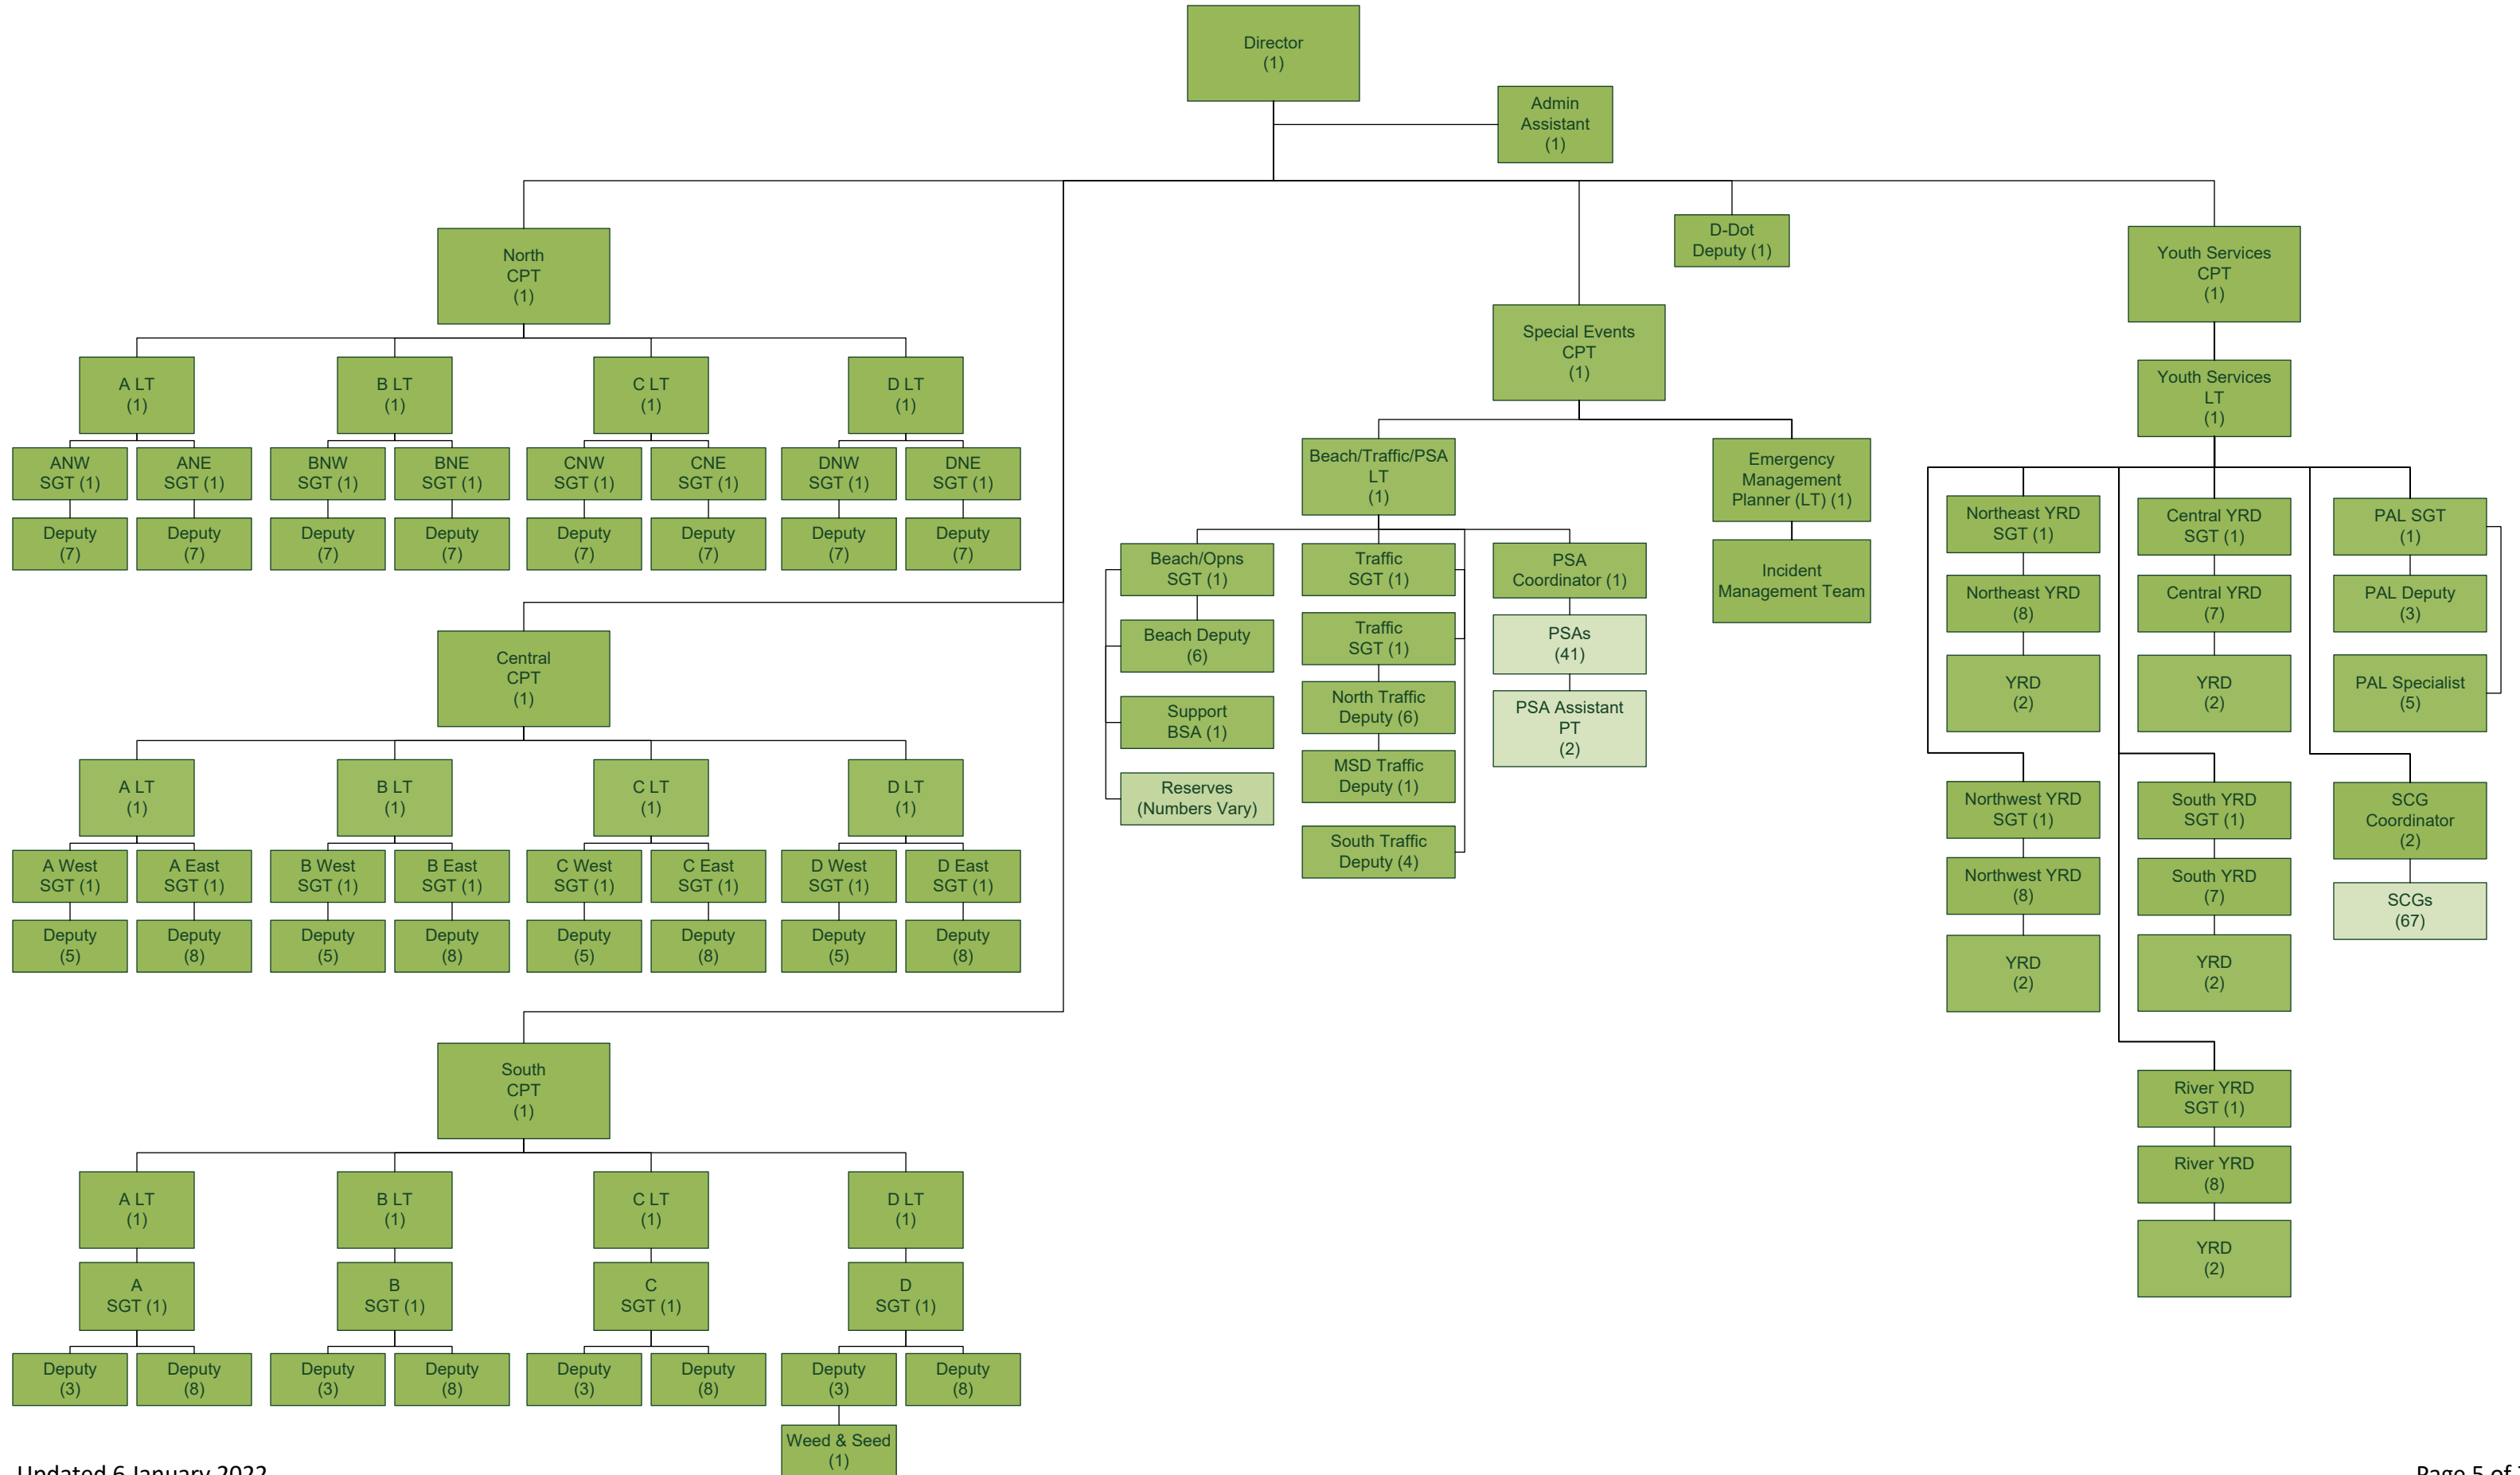 Director
(1)
Admin
Assistant
(1)
North
CPT
(1)
A LT
(1)
B LT
(1)
C LT
(1)
D LT
(1)
ANW
SGT (1)
ANE
SGT (1)
BNW
SGT (1)
BNE
SGT (1)
CNW
SGT (1)
CNE
SGT (1)
DNW
SGT (1)
DNE
SGT (1)
Deputy
(7)
Deputy
(7)
Deputy
(7)
Deputy
(7)
Deputy
(7)
Deputy
(7)
Deputy
(7)
Deputy
(7)
Central
CPT
(1)
A LT
(1)
B LT
(1)
C LT
(1)
D LT
(1)
A West
SGT (1)
A East
SGT (1)
B West
SGT (1)
B East
SGT (1)
C West
SGT (1)
C East
SGT (1)
D West
SGT (1)
D East
SGT (1)
Deputy
(5)
Deputy
(8)
Deputy
(5)
Deputy
(8)
Deputy
(5)
Deputy
(8)
Deputy
(5)
Deputy
(8)
South
CPT
(1)
A LT
(1)
B LT
(1)
C LT
(1)
D LT
(1)
A
SGT (1)
B
SGT (1)
C
SGT (1)
D
SGT (1)
Deputy
(3)
Deputy
(8)
Deputy
(3)
Deputy
(8)
Deputy
(3)
Deputy
(8)
Deputy
(3)
Deputy
(8)
Weed & Seed
(1)
D-Dot
Deputy (1)
Special Events
CPT
(1)
Beach/Traffic/PSA
LT
(1)
Emergency
Management
Planner (LT) (1)
Incident
Management Team
Beach/Opns
SGT (1)
Beach Deputy
(6)
Support
BSA (1)
Reserves
(Numbers Vary)
Traffic
SGT (1)
Traffic
SGT (1)
North Traffic
Deputy (6)
MSD Traffic
Deputy (1)
South Traffic
Deputy (4)
PSA
Coordinator (1)
PSAs
(41)
PSA Assistant
PT
(2)
Youth Services
CPT
(1)
Youth Services
LT
(1)
Northeast YRD
SGT (1)
Northeast YRD
(8)
YRD
(2)
Northwest YRD
SGT (1)
Northwest YRD
(8)
YRD
(2)
Central YRD
SGT (1)
Central YRD
(7)
YRD
(2)
South YRD
SGT (1)
South YRD
(7)
YRD
(2)
River YRD
SGT (1)
River YRD
(8)
YRD
(2)
PAL SGT
(1)
PAL Deputy
(3)
PAL Specialist
(5)
SCG
Coordinator
(2)
SCGs
(67)
Updated 6 January 2022
Page 5 of